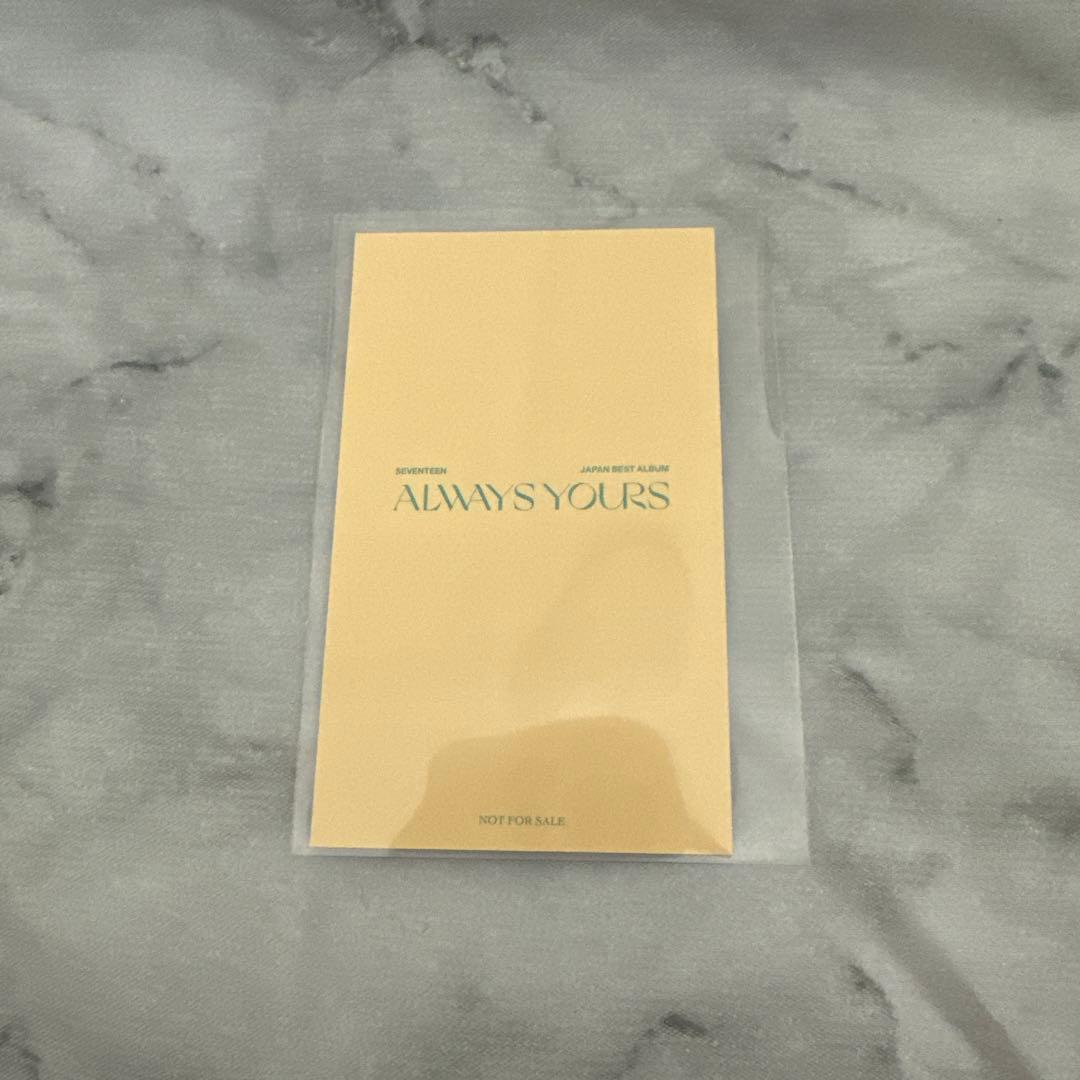 SEVENTEEN JAPAN BEST ALBUM
ALWAYS YOURS
NOT FOR SALE